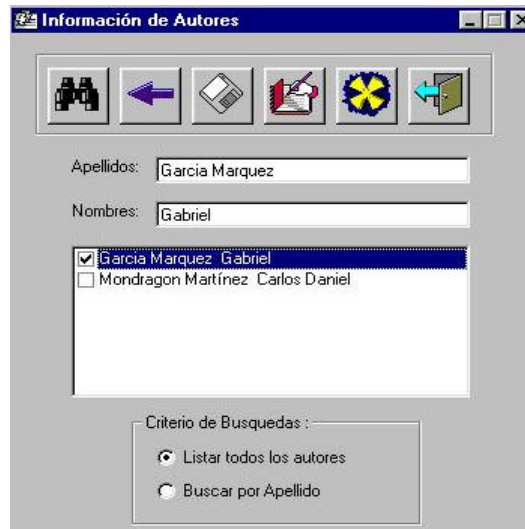 Información de Autores
Apellidos: Garcia Marquez
Nombres: Gabriel
Garcia Marquez Gabriel
Mondragon Martínez Carlos Daniel
Criterio de Busquedas :
Listar todos los autores
Buscar por Apellido